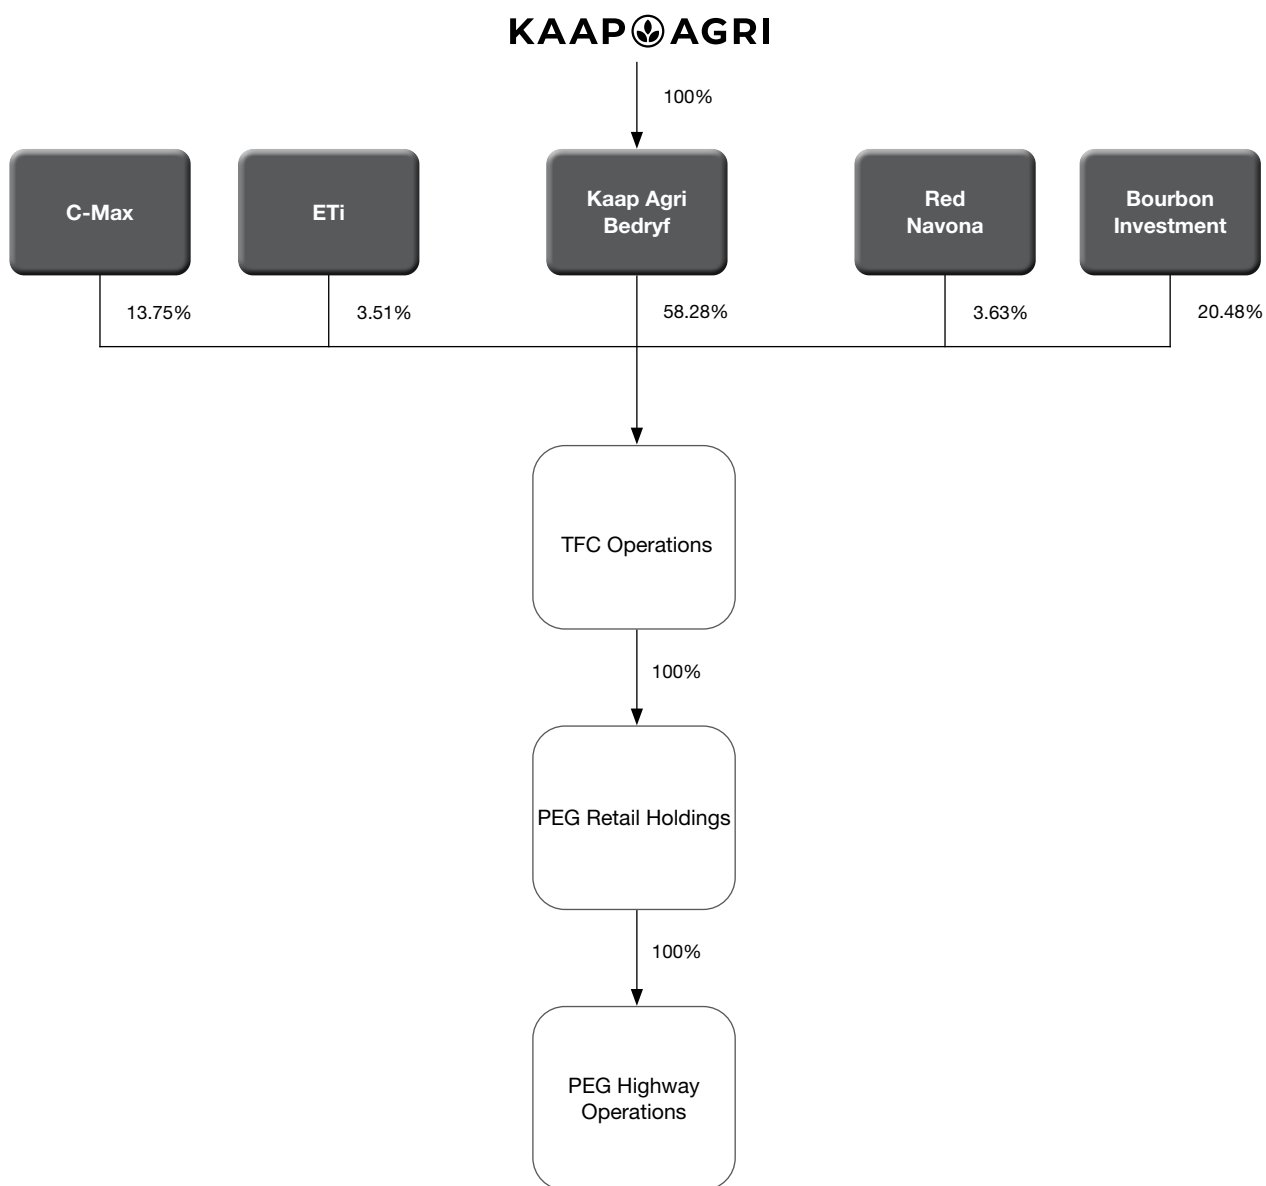 KAAP AGRI
100%
C-Max
ETi
Kaap Agri
Bedryf
Red
Navona
Bourbon
Investment
13.75%
3.51%
58.28%
3.63%
20.48%
TFC Operations
100%
PEG Retail Holdings
100%
PEG Highway
Operations